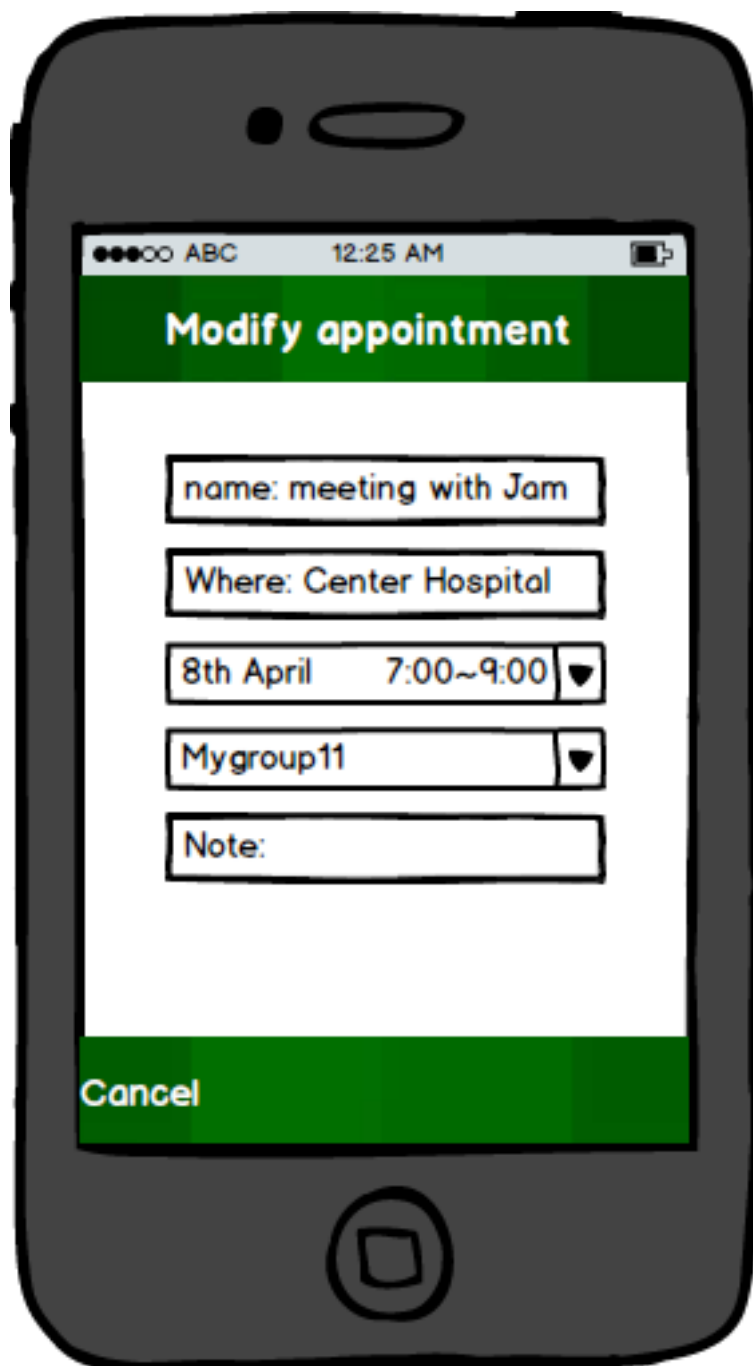 ABC 12:25 AM
Modify appointment
name: meeting with Jam
Where: Center Hospital
8th April 7:00~9:00
Mygroup11
Note:
Cancel